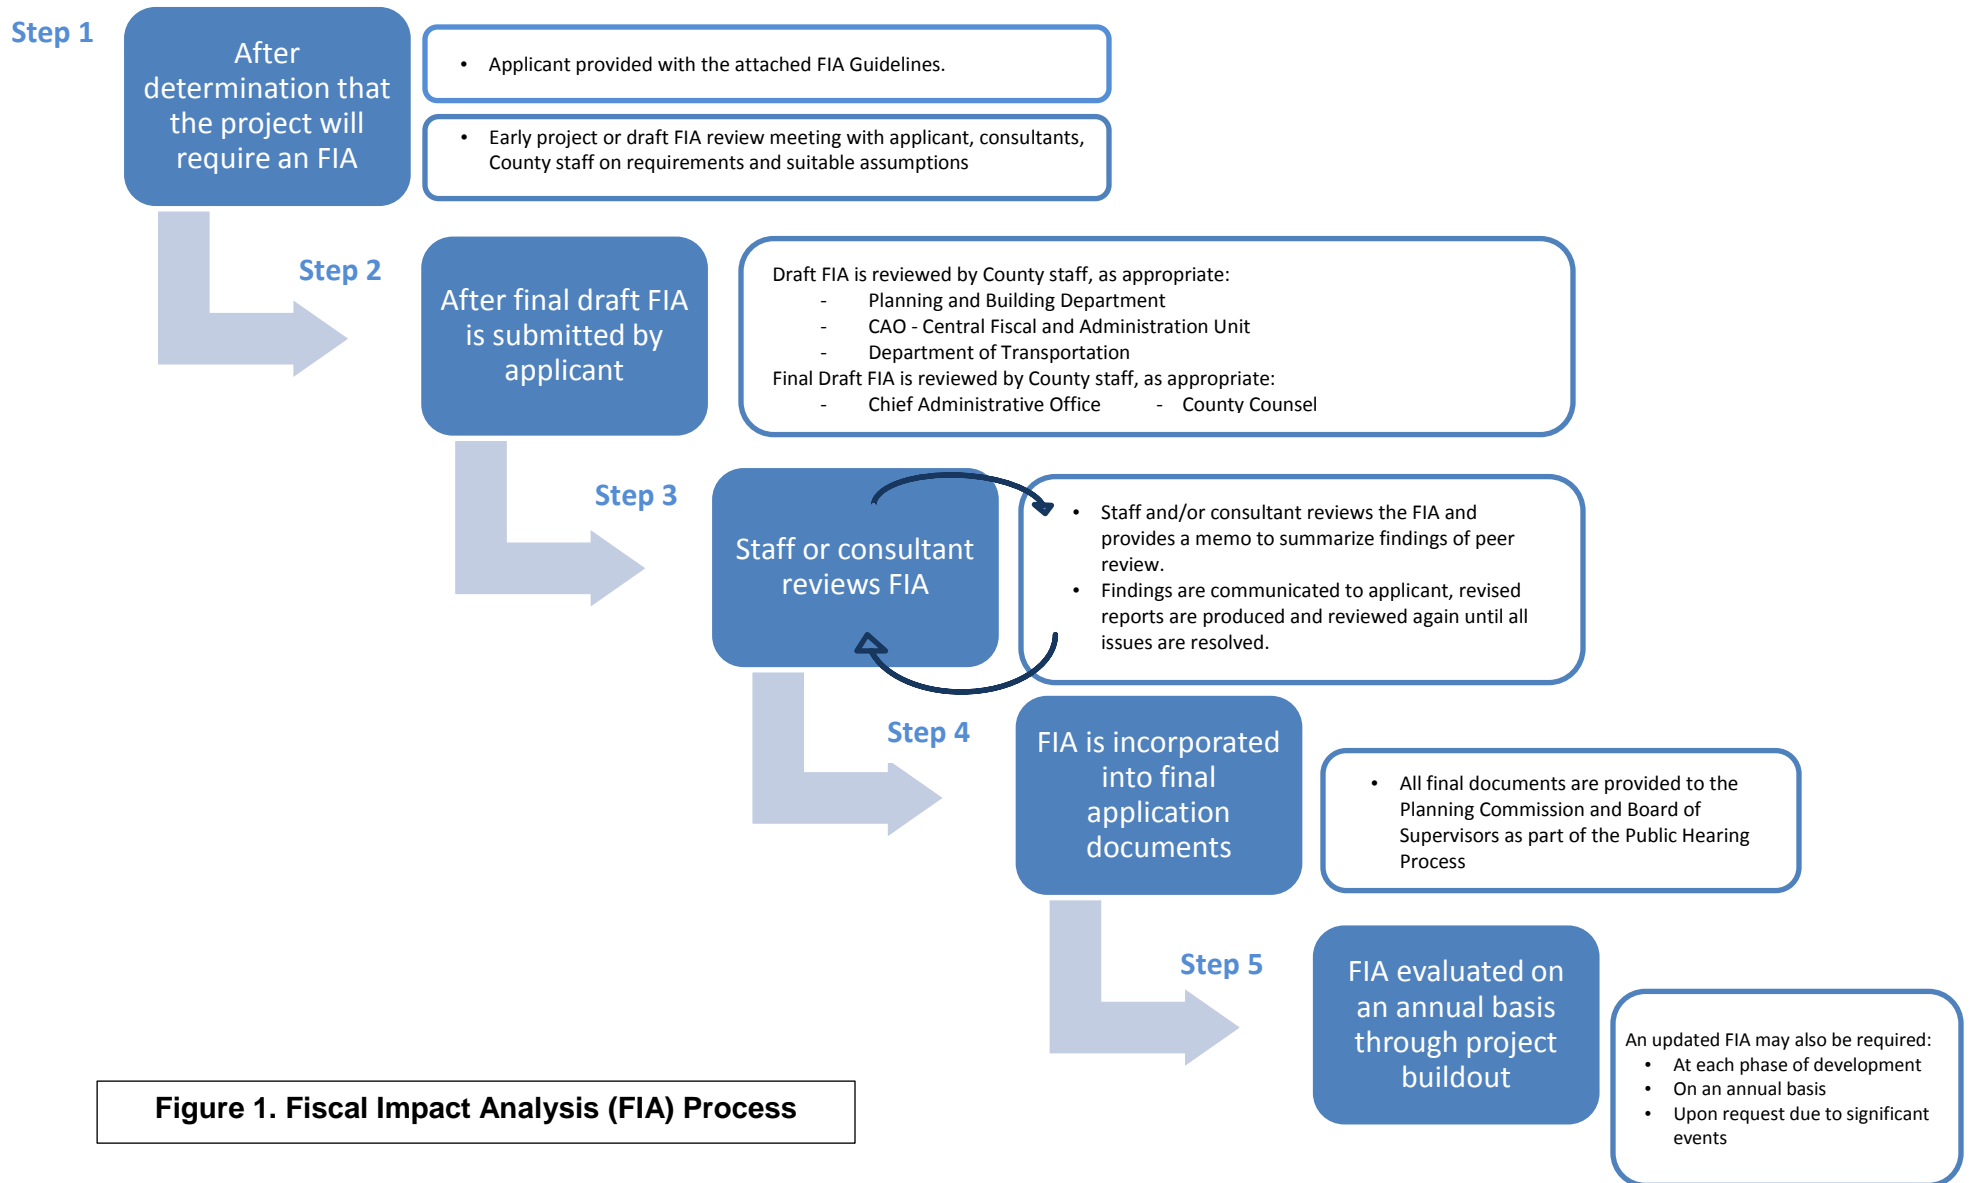 Step 1
After
determination that
the project will
require an FIA
• Applicant provided with the attached FIA Guidelines.
• Early project or draft FIA review meeting with applicant, consultants,
County staff on requirements and suitable assumptions
Step 2
After final draft FIA
is submitted by
applicant
Draft FIA is reviewed by County staff, as appropriate:
- Planning and Building Department
- CAO - Central Fiscal and Administration Unit
- Department of Transportation
Final Draft FIA is reviewed by County staff, as appropriate:
- Chief Administrative Office - County Counsel
Step 3
Staff or consultant
reviews FIA
• Staff and/or consultant reviews the FIA and
provides a memo to summarize findings of peer
review.
• Findings are communicated to applicant, revised
reports are produced and reviewed again until all
issues are resolved.
Step 4
FIA is incorporated
into final
application
documents
• All final documents are provided to the
Planning Commission and Board of
Supervisors as part of the Public Hearing
Process
Step 5
FIA evaluated on
an annual basis
through project
buildout
An updated FIA may also be required:
• At each phase of development
• On an annual basis
• Upon request due to significant
events
Figure 1. Fiscal Impact Analysis (FIA) Process